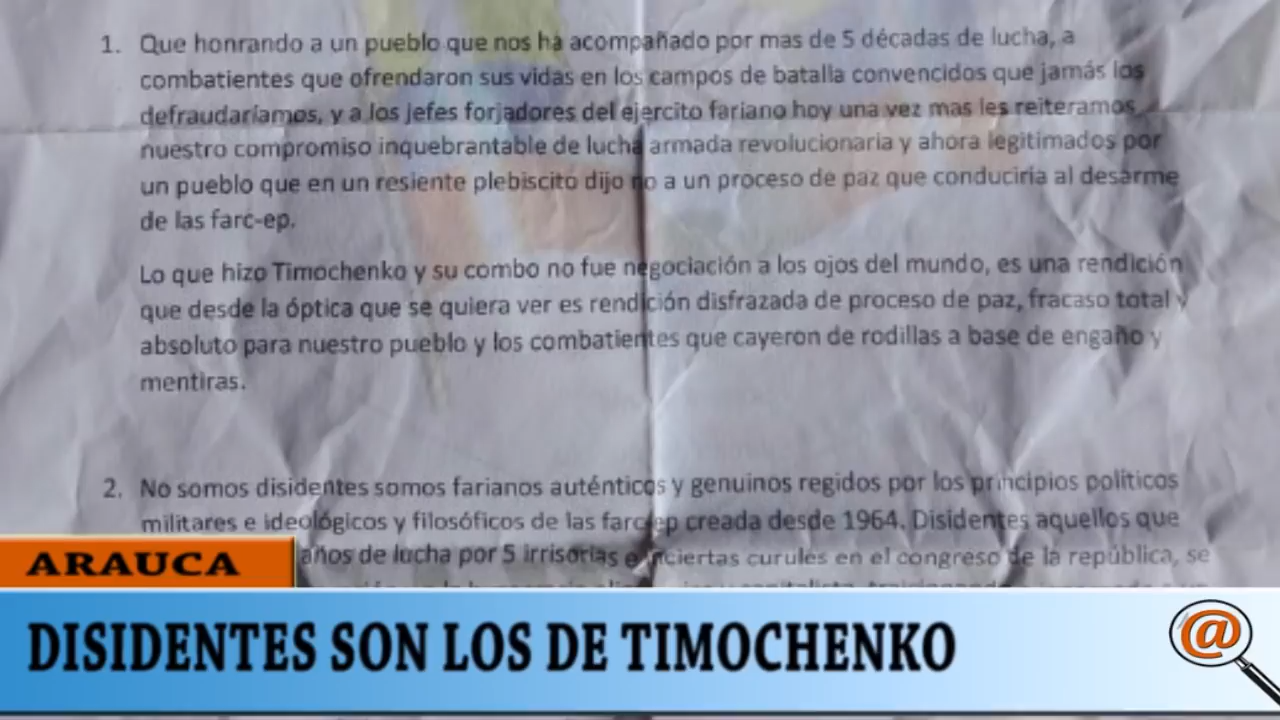 1. Que honrando a un pueblo que nos ha acompañado por mas de 5 décadas de lucha, a
combatientes que ofrendaron sus vidas en los campos de batalla convencidos que jamás los
defraudaríamos, y a los jefes forjadores del ejercito fariano hoy una vez mas les reiteramos
nuestro compromiso inquebrantable de lucha armada revolucionaria y ahora legitimados por
un pueblo que en un resiente plebiscito dijo no a un proceso de paz que conduciría al desarme
de las farc-ep.
Lo que hizo Timochenko y su combo no fue negociación a los ojos del mundo, es una rendición
que desde la óptica que se quiera ver es rendición disfrazada de proceso de paz, fracaso total y
absoluto para nuestro pueblo y los combatientes que cayeron de rodillas a base de engaño y
mentiras.
2. No somos disidentes somos farianos auténticos y genuinos regidos por los principios políticos
militares e ideológicos y filosóficos de las farc-ep creada desde 1964. Disidentes aquellos que
años de lucha por 5 irrisorias e inciertas curules en el congreso de la república, se
ARAUCA
DISIDENTES SON LOS DE TIMOCHENKO
@